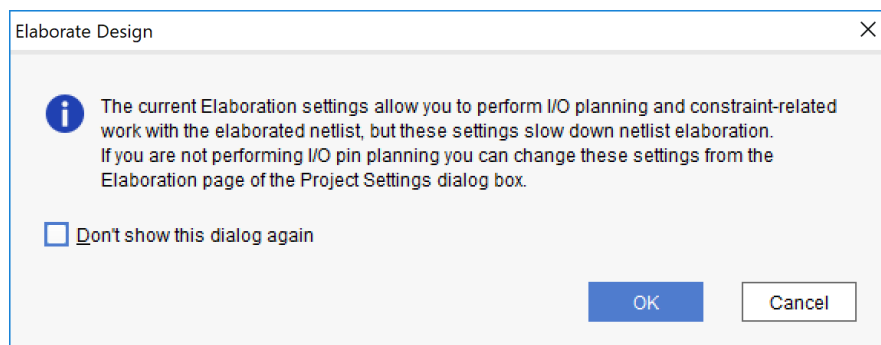 Elaborate Design
The current Elaboration settings allow you to perform I/O planning and constraint-related
work with the elaborated netlist, but these settings slow down netlist elaboration.
If you are not performing I/O pin planning you can change these settings from the
Elaboration page of the Project Settings dialog box.
Don't show this dialog again
OK Cancel